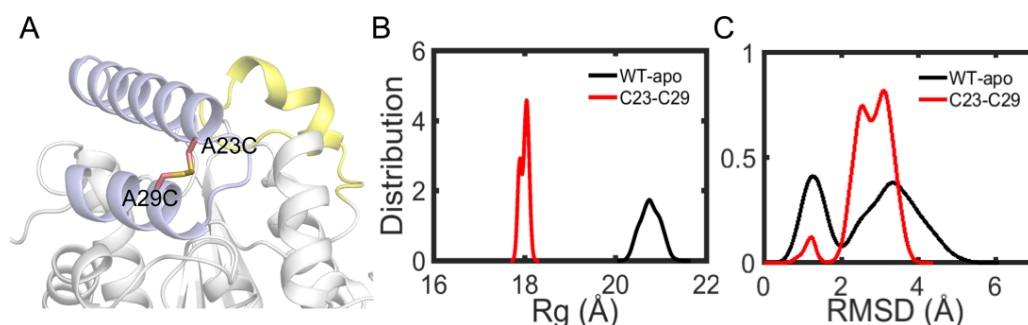 A
A23C
A29C
B
Distribution
6
4
2
0
WT-apo
C23-C29
16
18
20
22
Rg (Å)
C
1
0.5
0
WT-apo
C23-C29
0
2
4
6
RMSD (Å)